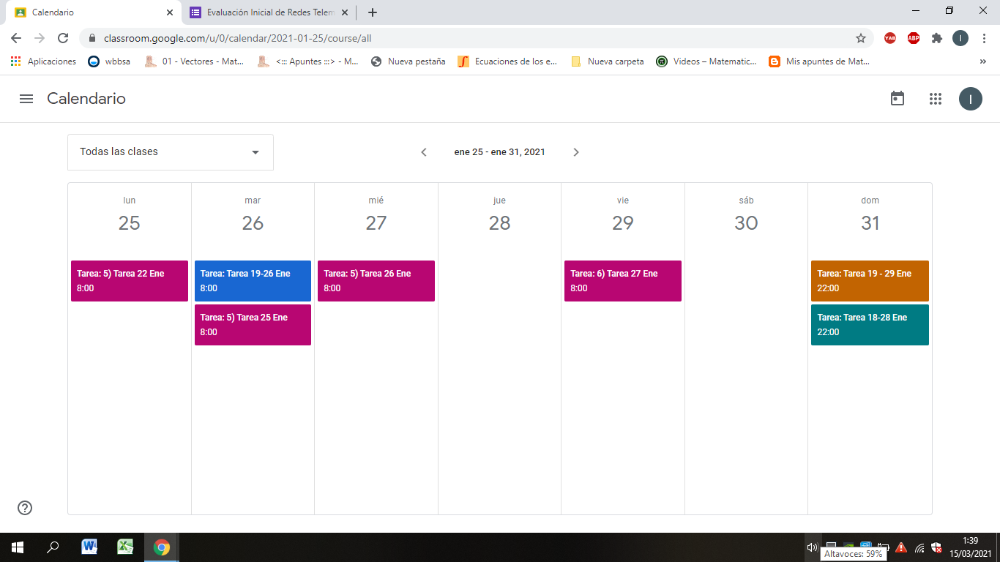 Calendario
Evaluación Inicial de Redes Telem
classroom.google.com/u/0/calendar/2021-01-25/course/all
YAB
ABP
I
Aplicaciones
wbbsa
01 - Vectores - Mat...
<::: Apuntes :::> - M...
Nueva pestaña
Ecuaciones de los e...
Nueva carpeta
Videos – Matematic...
Mis apuntes de Mat...
»
Calendario
I
Todas las clases
ene 25 - ene 31, 2021
lun
25
mar
26
mié
27
jue
28
vie
29
sáb
30
dom
31
Tarea: 5) Tarea 22 Ene
8:00
Tarea: Tarea 19-26 Ene
8:00
Tarea: 5) Tarea 25 Ene
8:00
Tarea: 5) Tarea 26 Ene
8:00
Tarea: 6) Tarea 27 Ene
8:00
Tarea: Tarea 19 - 29 Ene
22:00
Tarea: Tarea 18-28 Ene
22:00
Altavoces: 59%
1:39
15/03/2021